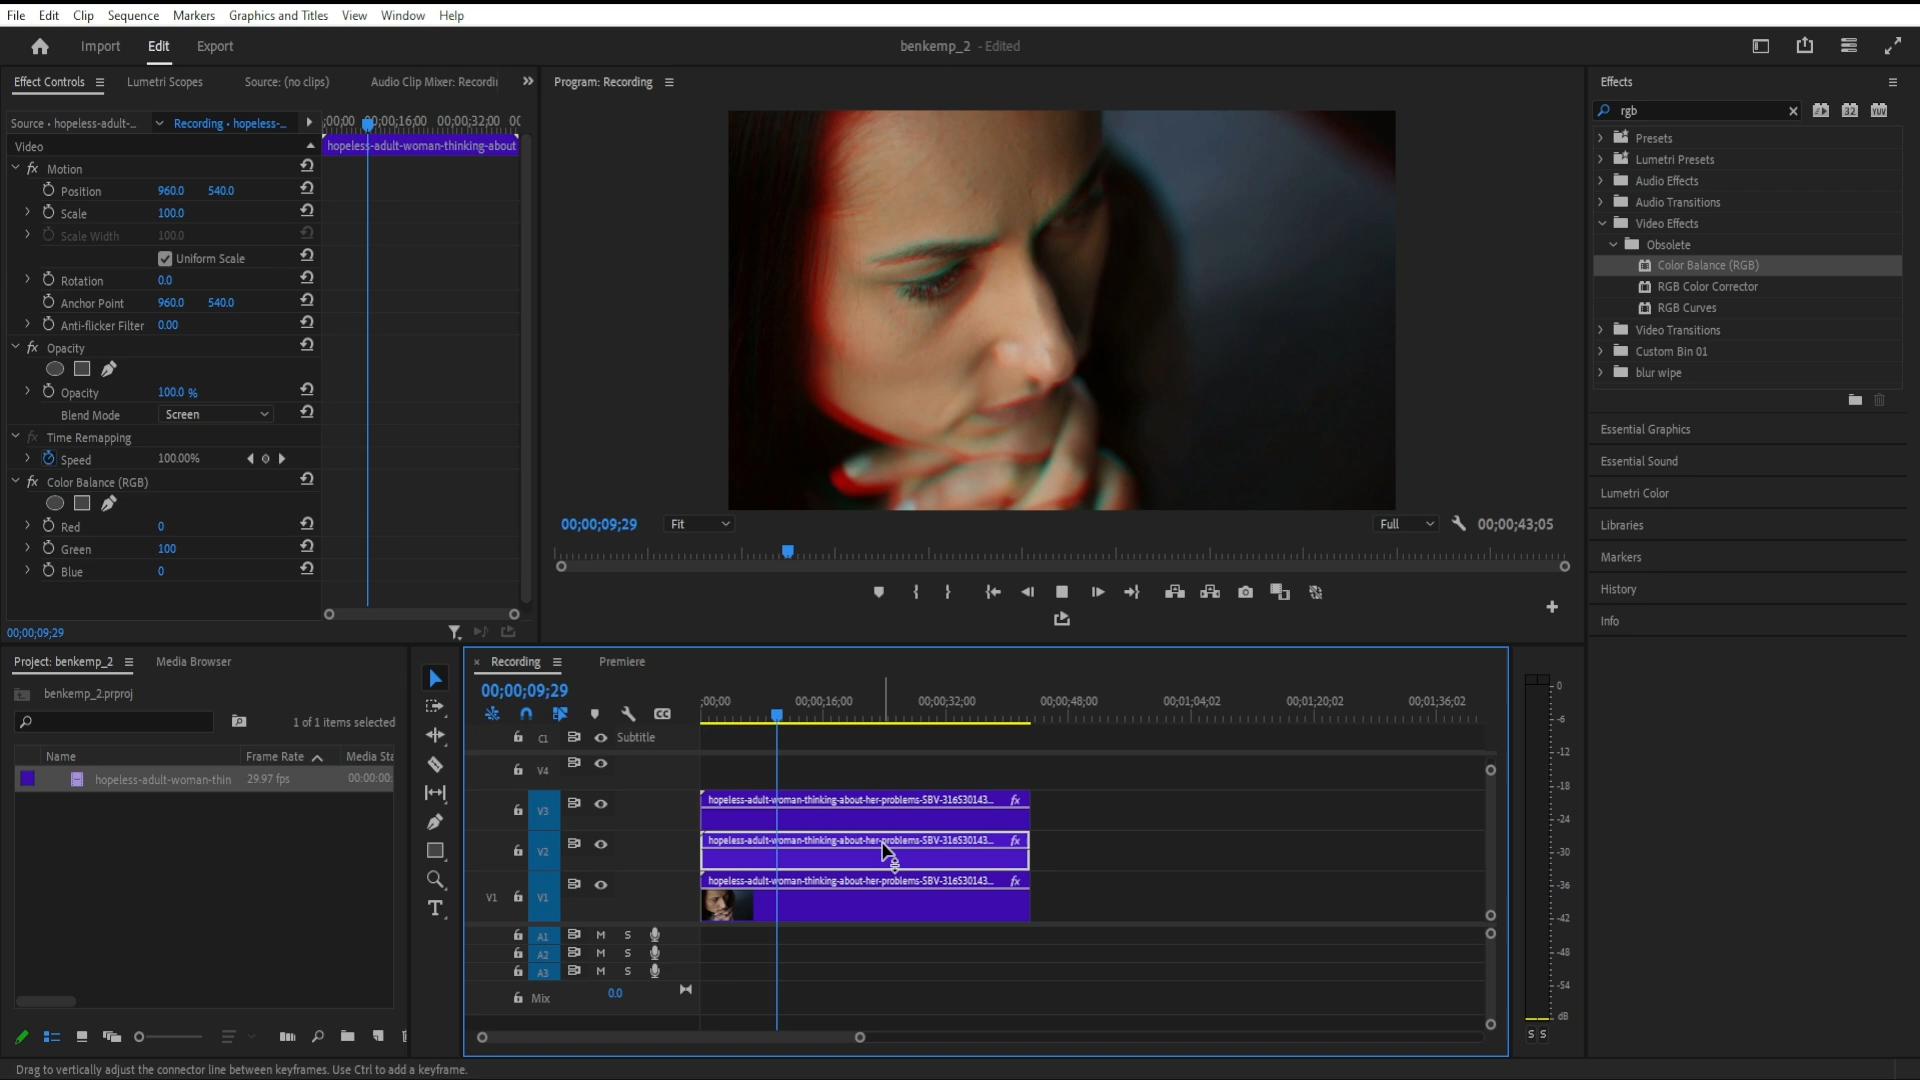 File Edit Clip Sequence Markers Graphics and Titles View Window Help
Import Edit Export benkemp_2 - Edited
Effect Controls Lumetri Scopes Source: (no clips) Audio Clip Mixer: Recordi
Program: Recording
Effects
Source • hopeless-adult-... Recording • hopeless-... ;00;00 00;00;16;00 00;00;32;00 0
Video
hopeless-adult-woman-thinking-about
Motion
Position 960.0 540.0
Scale 100.0
Scale Width 100.0
Uniform Scale
Rotation 0.0
Anchor Point 960.0 540.0
Anti-flicker Filter 0.00
Opacity
Opacity 100.0 %
Blend Mode Screen
Time Remapping
Speed 100.00%
Color Balance (RGB)
Red 0
Green 100
Blue 0
00;00;09;29
00;00;09;29 Fit Full 00;00;43;05
rgb
32 YUV
Presets
Lumetri Presets
Audio Effects
Audio Transitions
Video Effects
Obsolete
Color Balance (RGB)
RGB Color Corrector
RGB Curves
Video Transitions
Custom Bin 01
blur wipe
Essential Graphics
Essential Sound
Lumetri Color
Libraries
Markers
History
Info
Project: benkemp_2 Media Browser
benkemp_2.prproj
1 of 1 items selected
Name Frame Rate Media Sta
hopeless-adult-woman-thin 29.97 fps 00:00:00:
Recording Premiere
00;00;09;29
;00;00 00;00;16;00 00;00;32;00 00;00;48;00 00;01;04;02 00;01;20;02 00;01;36;02
CC
C1 Subtitle
V4
V3 hopeless-adult-woman-thinking-about-her-problems-SBV-316530143... fx
V2 hopeless-adult-woman-thinking-about-her-problems-SBV-316530143... fx
V1 V1 hopeless-adult-woman-thinking-about-her-problems-SBV-316530143... fx
A1 M S
A2 M S
A3 M S
Mix 0.0
0
-6
-12
-18
-24
-30
-36
-42
-48
-54
dB
S S
Drag to vertically adjust the connector line between keyframes. Use Ctrl to add a keyframe.